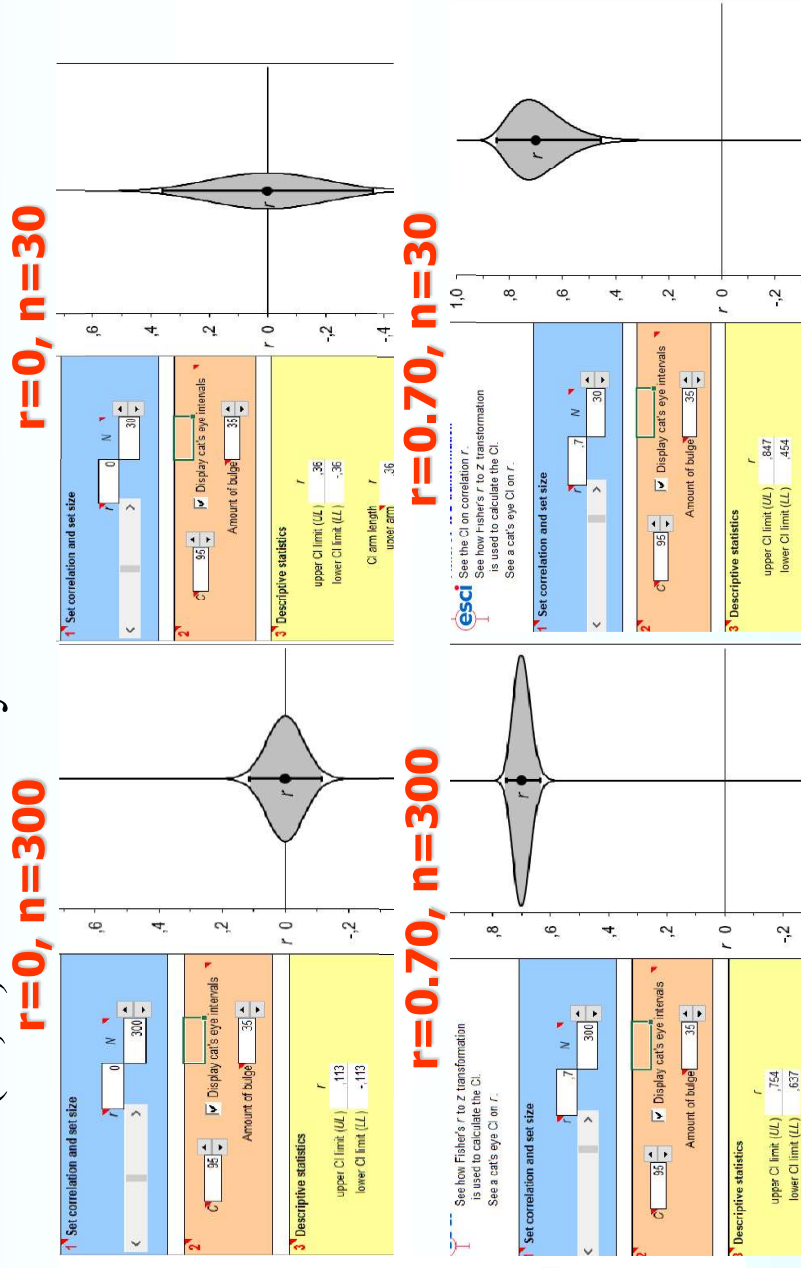 r=0, n=300
1 Set correlation and set size
r N
0 300
2
C 95
Display cat's eye intervals
Amount of bulge 35
3 Descriptive statistics
r
upper CI limit (UL) ,113
lower CI limit (LL) -,113
,6
,4
,2
r 0
-,2
r
r=0, n=30
1 Set correlation and set size
r N
0 30
2
C 95
Display cat's eye intervals
Amount of bulge 35
3 Descriptive statistics
r
upper CI limit (UL) ,36
lower CI limit (LL) -,36
r
CI arm length
upper arm ,36
,6
,4
,2
r 0
-,4
r
r=0.70, n=300
See how Fisher's r to z transformation
is used to calculate the CI.
See a cat's eye CI on r.
1 Set correlation and set size
r N
,7 300
2
C 95
Display cat's eye intervals
Amount of bulge 35
3 Descriptive statistics
r
upper CI limit (UL) ,754
lower CI limit (LL) ,637
,8
,6
,4
,2
r 0
-,2
r
r=0.70, n=30
esci See the CI on correlation r.
See how Fisher's r to z transformation
is used to calculate the CI.
See a cat's eye CI on r.
1 Set correlation and set size
r N
,7 30
2
C 95
Display cat's eye intervals
Amount of bulge 35
3 Descriptive statistics
r
upper CI limit (UL) ,847
lower CI limit (LL) ,454
1,0
,8
,6
,4
,2
r 0
-,2
r